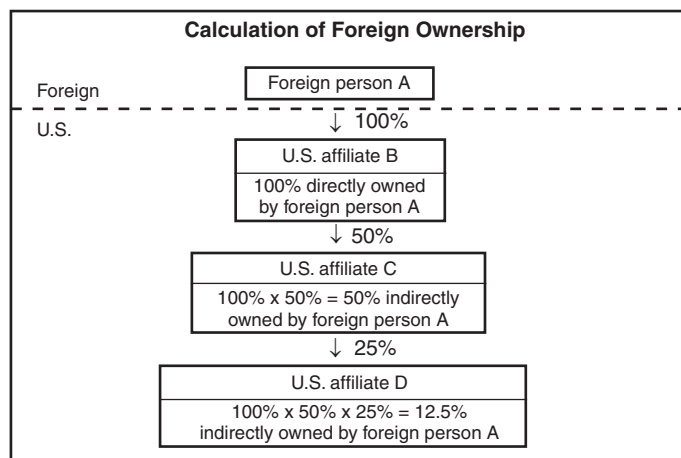 Calculation of Foreign Ownership
Foreign person A
Foreign
U.S.
↓ 100%
U.S. affiliate B
100% directly owned
by foreign person A
↓ 50%
U.S. affiliate C
100% x 50% = 50% indirectly
owned by foreign person A
↓ 25%
U.S. affiliate D
100% x 50% x 25% = 12.5%
indirectly owned by foreign person A